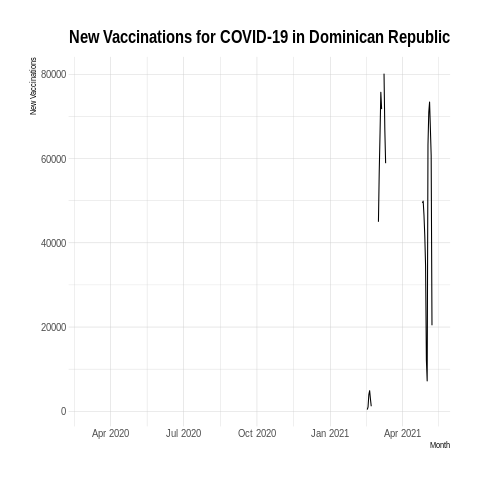 New Vaccinations for COVID-19 in Dominican Republic
New Vaccinations
80000
60000
40000
20000
0
Apr 2020 Jul 2020 Oct 2020 Jan 2021 Apr 2021
Month